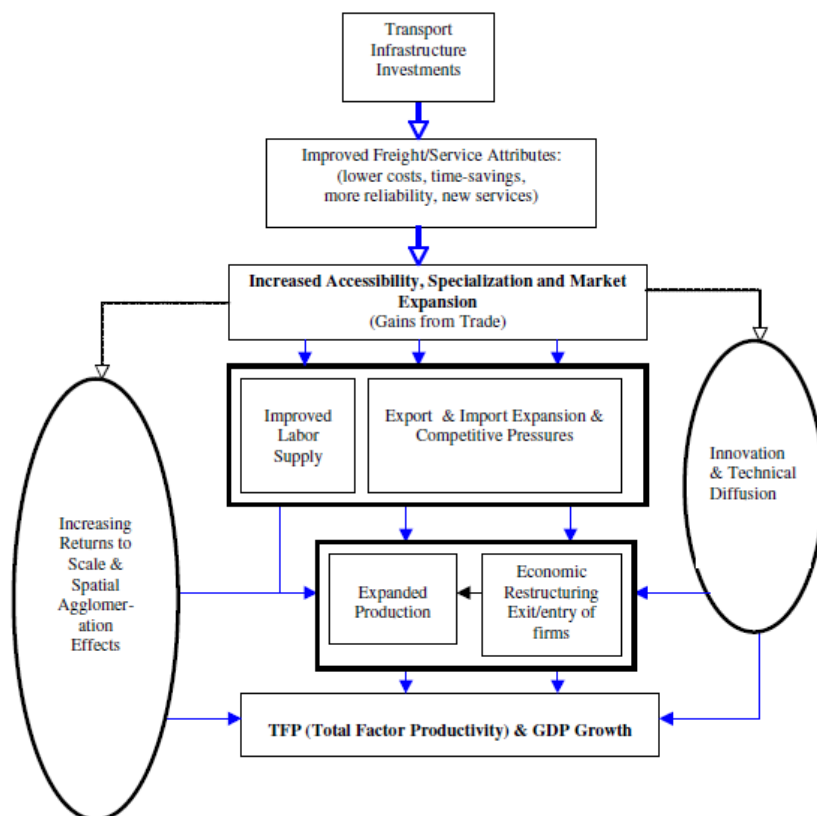 Transport
Infrastructure
Investments
Improved Freight/Service Attributes:
(lower costs, time-savings,
more reliability, new services)
Increased Accessibility, Specialization and Market
Expansion
(Gains from Trade)
Improved
Labor
Supply
Export & Import Expansion &
Competitive Pressures
Innovation
& Technical
Diffusion
Increasing
Returns to
Scale &
Spatial
Agglomer-
ation
Effects
Expanded
Production
Economic
Restructuring
Exit/entry of
firms
TFP (Total Factor Productivity) & GDP Growth